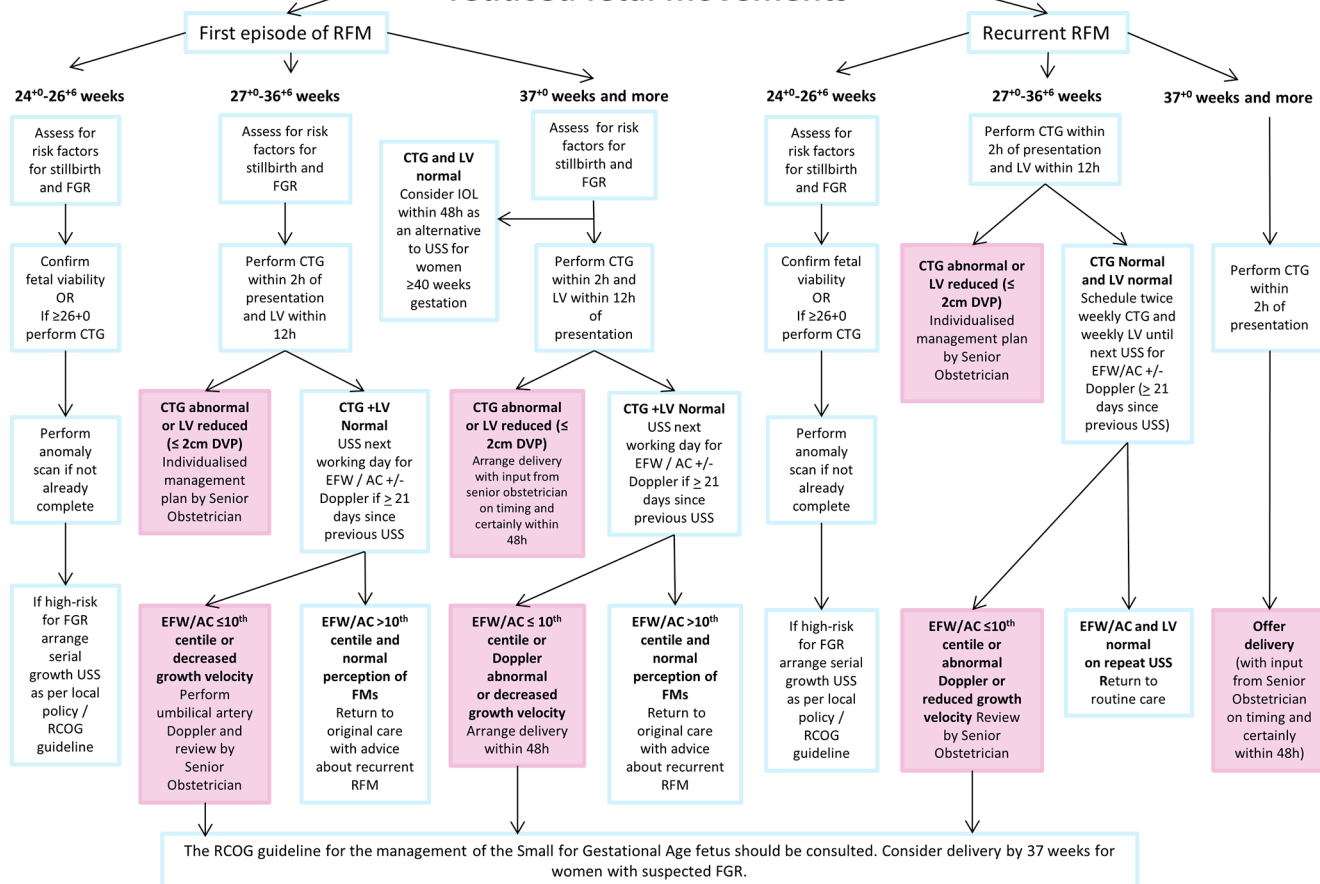 reduced fetal movements
First episode of RFM
Recurrent RFM
24+0-26+6 weeks
Assess for
risk factors
for stillbirth
and FGR
Confirm
fetal viability
OR
If ≥26+0
perform CTG
Perform
anomaly
scan if not
already
complete
If high-risk
for FGR
arrange
serial
growth USS
as per local
policy /
RCOG
guideline
27+0-36+6 weeks
Assess for risk
factors for
stillbirth and
FGR
Perform CTG
within 2h of
presentation
and LV within
12h
CTG abnormal
or LV reduced
(≤ 2cm DVP)
Individualised
management
plan by Senior
Obstetrician
CTG +LV
Normal
USS next
working day for
EFW / AC +/-
Doppler if ≥ 21
days since
previous USS
EFW/AC ≤10th
centile or
decreased
growth velocity
Perform
umbilical artery
Doppler and
review by
Senior
Obstetrician
EFW/AC >10th
centile and
normal
perception of
FMs
Return to
original care
with advice
about recurrent
RFM
37+0 weeks and more
Assess for risk
factors for
stillbirth and
FGR
CTG and LV
normal
Consider IOL
within 48h as
an alternative
to USS for
women
≥40 weeks
gestation
Perform CTG
within 2h and
LV within 12h
of
presentation
CTG abnormal
or LV reduced (≤
2cm DVP)
Arrange delivery
with input from
senior obstetrician
on timing and
certainly within
48h
CTG +LV Normal
USS next
working day for
EFW / AC +/-
Doppler if ≥ 21
days since
previous USS
EFW/AC ≤ 10th
centile or
Doppler
abnormal
or decreased
growth velocity
Arrange delivery
within 48h
EFW/AC >10th
centile and
normal
perception of
FMs
Return to
original care
with advice
about recurrent
RFM
24+0-26+6 weeks
Assess for
risk factors
for stillbirth
and FGR
Confirm fetal
viability
OR
If ≥26+0
perform CTG
Perform
anomaly
scan if not
already
complete
If high-risk
for FGR
arrange serial
growth USS
as per local
policy /
RCOG
guideline
27+0-36+6 weeks
Perform CTG within
2h of presentation
and LV within 12h
CTG abnormal or
LV reduced (≤
2cm DVP)
Individualised
management plan
by Senior
Obstetrician
CTG Normal
and LV normal
Schedule twice
weekly CTG and
weekly LV until
next USS for
EFW/AC +/-
Doppler (≥ 21
days since
previous USS)
EFW/AC ≤10th
centile or
abnormal
Doppler or
reduced growth
velocity Review
by Senior
Obstetrician
EFW/AC and LV
normal
on repeat USS
Return to
routine care
37+0 weeks and more
Perform CTG
within
2h of
presentation
Offer
delivery
(with input
from Senior
Obstetrician
on timing and
certainly
within 48h)
The RCOG guideline for the management of the Small for Gestational Age fetus should be consulted. Consider delivery by 37 weeks for
women with suspected FGR.